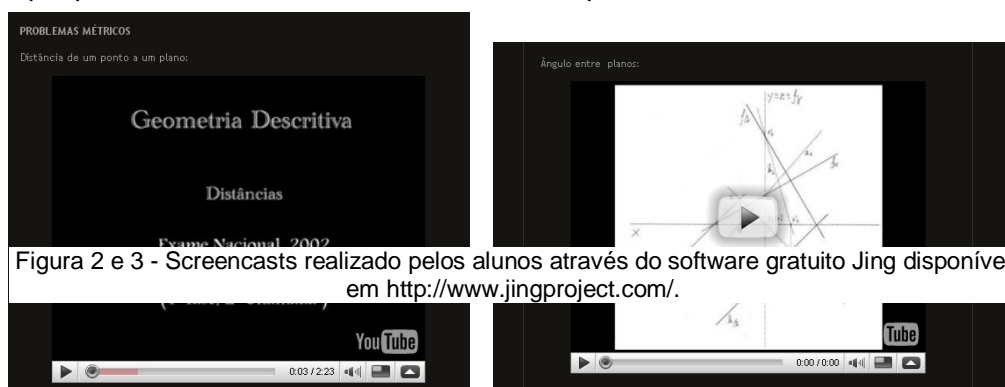 PROBLEMAS MÉTRICOS
Distância de um ponto a um plano:
Geometria Descritiva
Distâncias
Exame Nacional 2002
YouTube
0:03 / 2:23
Ângulo entre planos:
y=z=fγ
x
Tube
0:00 / 0:00
Figura 2 e 3 - Screencasts realizado pelos alunos através do software gratuito Jing disponíve
em http://www.jingproject.com/.